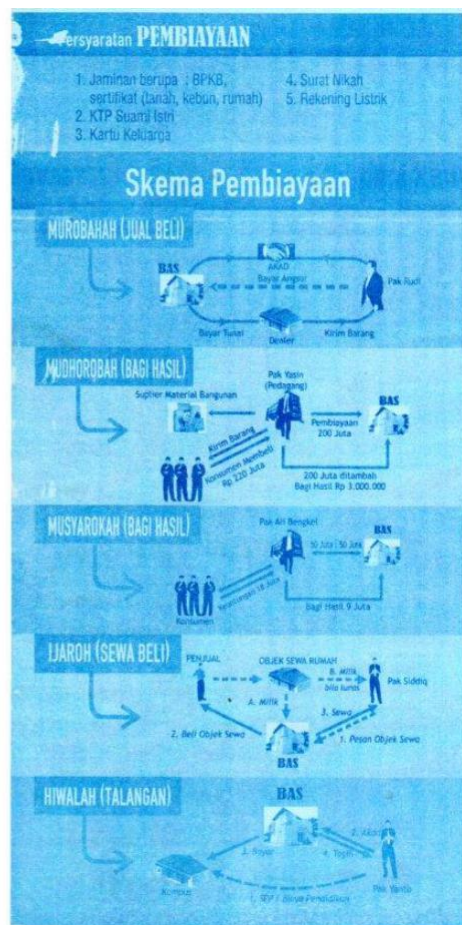 ersyaratan PEMBIAYAAN
1. Jaminan berupa : BPKB,
sertifikat (tanah, kebun, rumah)
2. KTP Suami Istri
3. Kartu Keluarga
4. Surat Nikah
5. Rekening Listrik
Skema Pembiayaan
MUROBAHAH (JUAL BELI)
BAS
AKAD
Bayar Angsur
Pak Rudi
Bayar Tunai
Dealer
Kirim Barang
MUDHOROBAH (BAGI HASIL)
Suplier Material Bangunan
Pak Yasin
(Pedagang)
BAS
Pembiayaan
200 Juta
Kirim Barang
Konsumen Membeli
Rp 220 Juta
200 Juta ditambah
Bagi Hasil Rp 3.000.000
MUSYAROKAH (BAGI HASIL)
Pak Ari Bengkel
BAS
50 Juta
50 Juta
Keuntungan 18 Juta
Konsumen
Bagi Hasil 9 Juta
IJAROH (SEWA BELI)
PENJUAL
OBJEK SEWA RUMAH
B. Milik
bila lunas
Pak Siddiq
A. Milik
3. Sewa
2. Beli Objek Sewa
1. Pesan Objek Sewa
BAS
HIWALAH (TALANGAN)
BAS
2. Akad
3. Bayar
Kampus
Pak Yanto